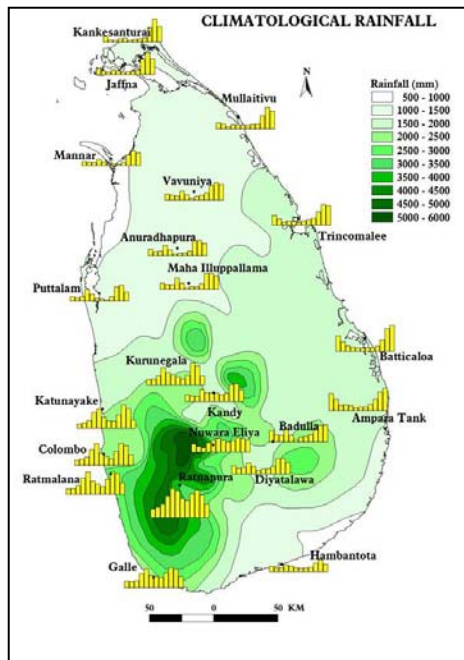 CLIMATOLOGICAL RAINFALL
Kankesanturai
Jaffna
N
Rainfall (mm)
500 - 1000
1000 - 1500
1500 - 2000
2000 - 2500
2500 - 3000
3000 - 3500
3500 - 4000
4000 - 4500
4500 - 5000
5000 - 6000
Mullaitivu
Mannar
Vavuniya
Trincomalee
Anuradhapura
Maha Illuppallama
Puttalam
Batticaloa
Kurunegala
Katunayake
Kandy
Ampara Tank
Badulla
Nuwara Eliya
Colombo
Ratnapura
Diyatalawa
Ratmalana
Hambantota
Galle
50 0 50 KM